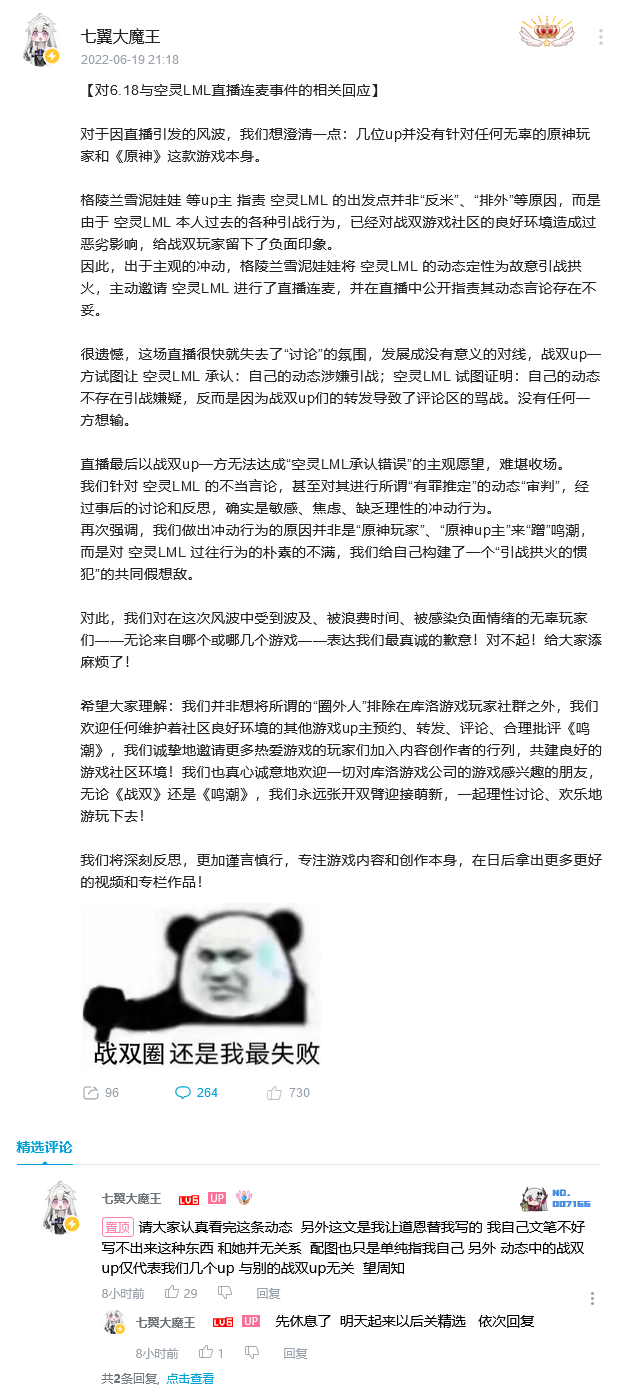 七翼大魔王
2022-06-19 21:18
【对6.18与空灵LML直播连麦事件的相关回应】
对于因直播引发的风波，我们想澄清一点：几位up并没有针对任何无辜的原神玩
家和《原神》这款游戏本身。
格陵兰雪泥娃娃 等up主 指责 空灵LML 的出发点并非“反米”、“排外”等原因，而是
由于 空灵LML 本人过去的各种引战行为，已经对战双游戏社区的良好环境造成过
恶劣影响，给战双玩家留下了负面印象。
因此，出于主观的冲动，格陵兰雪泥娃娃将 空灵LML 的动态定性为故意引战拱
火，主动邀请 空灵LML 进行了直播连麦，并在直播中公开指责其动态言论存在不
妥。
很遗憾，这场直播很快就失去了“讨论”的氛围，发展成没有意义的对线，战双up一
方试图让 空灵LML 承认：自己的动态涉嫌引战；空灵LML 试图证明：自己的动态
不存在引战嫌疑，反而是因为战双up们的转发导致了评论区的骂战。没有任何一
方想输。
直播最后以战双up一方无法达成“空灵LML承认错误”的主观愿望，难堪收场。
我们针对 空灵LML 的不当言论，甚至对其进行所谓“有罪推定”的动态“审判”，经
过事后的讨论和反思，确实是敏感、焦虑、缺乏理性的冲动行为。
再次强调，我们做出冲动行为的原因并非是“原神玩家”、“原神up主”来“蹭”鸣潮，
而是对 空灵LML 过往行为的朴素的不满，我们给自己构建了一个“引战拱火的惯
犯”的共同假想敌。
对此，我们对在这次风波中受到波及、被浪费时间、被感染负面情绪的无辜玩家
们——无论来自哪个或哪几个游戏——表达我们最真诚的歉意！对不起！给大家添
麻烦了！
希望大家理解：我们并非想将所谓的“圈外人”排除在库洛游戏玩家社群之外，我们
欢迎任何维护着社区良好环境的其他游戏up主预约、转发、评论、合理批评《鸣
潮》，我们诚挚地邀请更多热爱游戏的玩家们加入内容创作者的行列，共建良好的
游戏社区环境！我们也真心诚意地欢迎一切对库洛游戏公司的游戏感兴趣的朋友，
无论《战双》还是《鸣潮》，我们永远张开双臂迎接萌新，一起理性讨论、欢乐地
游玩下去！
我们将深刻反思，更加谨言慎行，专注游戏内容和创作本身，在日后拿出更多更好
的视频和专栏作品！
战双圈 还是我最失败
96 264 730
精选评论
七翼大魔王 LV6 UP NO.
007166
置顶 请大家认真看完这条动态 另外这文是我让道恩替我写的 我自己文笔不好
写不出来这种东西 和她并无关系 配图也只是单纯指我自己 另外 动态中的战双
up仅代表我们几个up 与别的战双up无关 望周知
8小时前 29 回复
七翼大魔王 LV6 UP 先休息了 明天起来以后关精选 依次回复
8小时前 1 回复
共2条回复, 点击查看